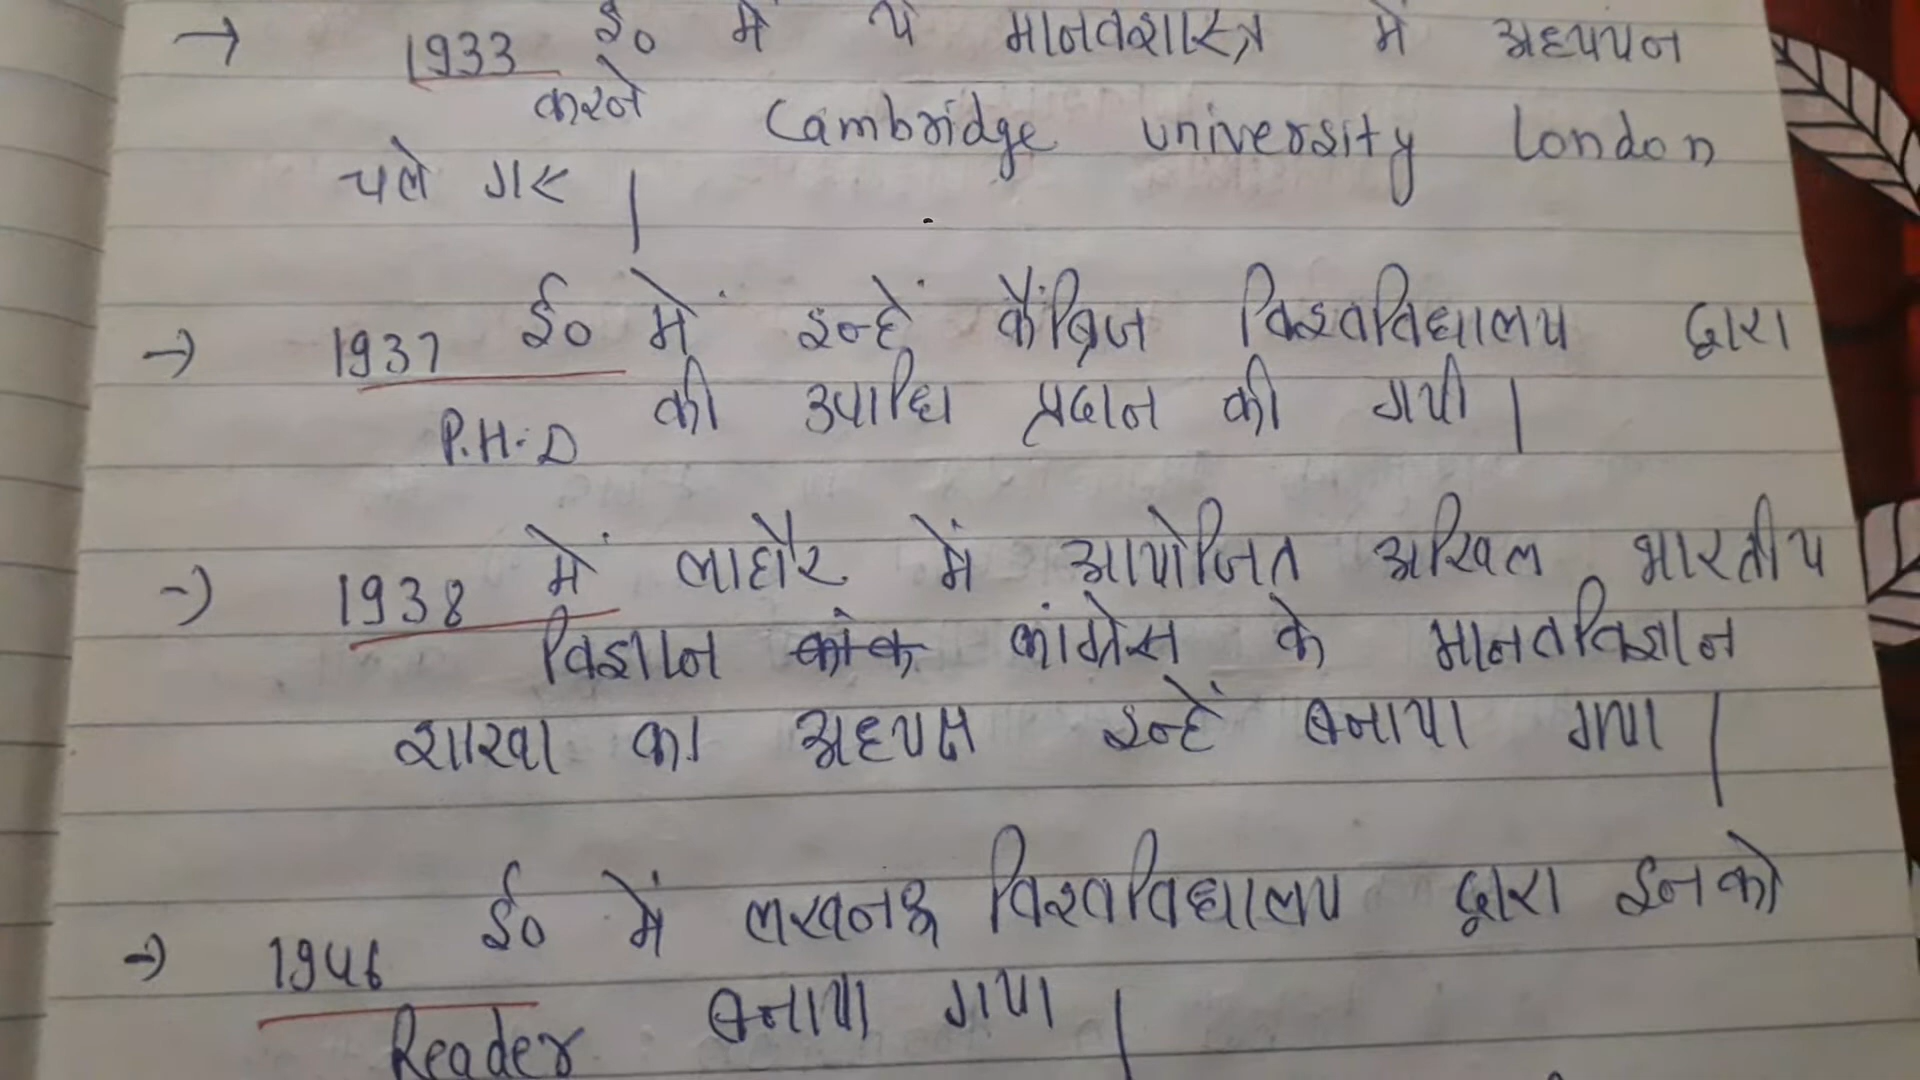 → 1933 ई० में ये मानवशास्त्र में अध्ययन
करने Cambridge university London
चले गए |
→ 1937 ई० में इन्हें कैंब्रिज विश्वविद्यालय द्वारा
P.H.D की उपाधि प्रदान की गयी |
→ 1938 में लाहौर में आयोजित अखिल भारतीय
विज्ञान कांग्रेस के मानवविज्ञान
शाखा का अध्यक्ष इन्हें बनाया गया |
→ 1946 ई० में लखनऊ विश्वविद्यालय द्वारा इनको
Reader बनाया गया |